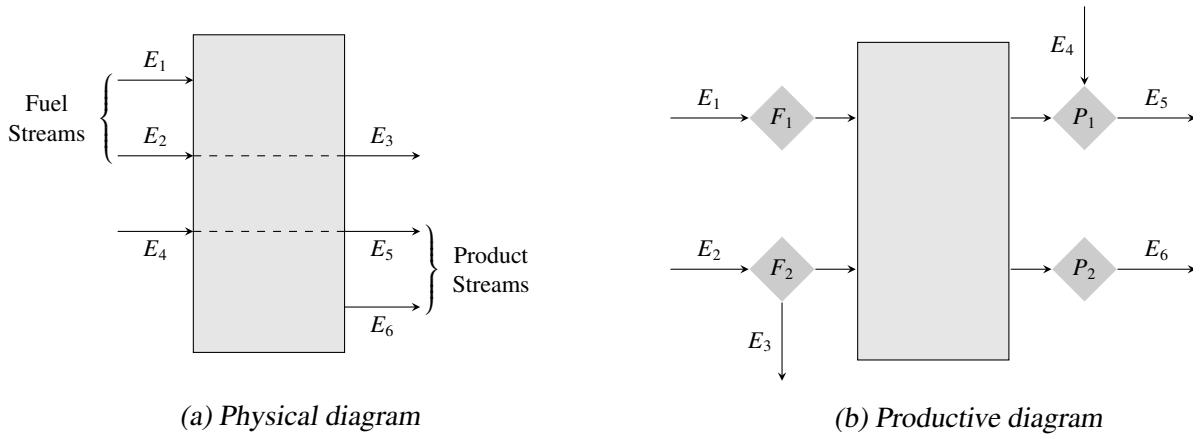 E₁
Fuel
Streams
E₂
E₃
E₄
E₅
Product
Streams
E₆
(a) Physical diagram
E₄
E₁
F₁
P₁
E₅
E₂
F₂
P₂
E₆
E₃
(b) Productive diagram